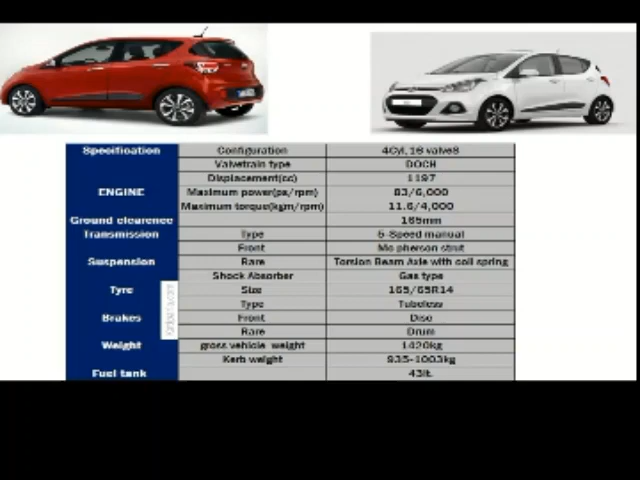 Specification Configuration 4Cyl, 16 valveS
Valvetrain type DOCH
Displacement(cc) 1197
ENGINE Maximum power(ps/rpm) 83/6,000
Maximum torque(kgm/rpm) 11.6/4,000
Ground clearence 165mm
Transmission Type 5-Speed manual
Front Mc pherson strut
Suspension Rare Torsion Beam Axle with coil spring
Shock Absorber Gas type
Tyre Size 165/65R14
Type Tubeless
Brakes Front Disc
Rare Drum
Weight gross vehicle weight 1420kg
Kerb weight 935-1003kg
Fuel tank 43lt.